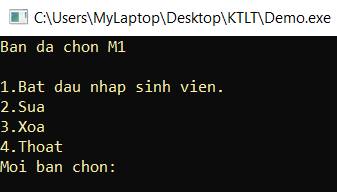 C:\Users\MyLaptop\Desktop\KTLT\Demo.exe
Ban da chon M1
1.Bat dau nhap sinh vien.
2.Sua
3.Xoa
4.Thoat
Moi ban chon: